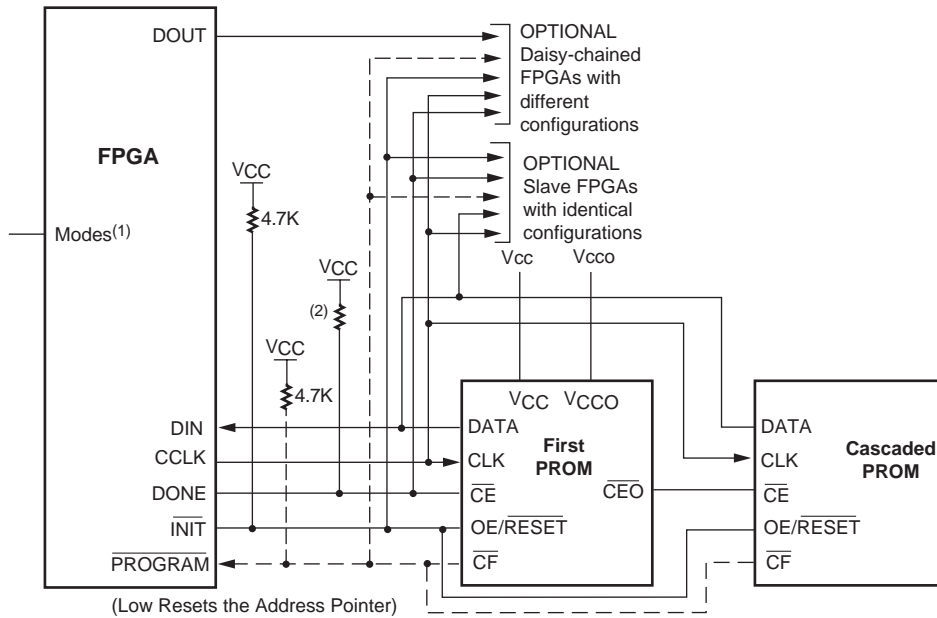 DOUT
OPTIONAL
Daisy-chained
FPGAs with
different
configurations
FPGA
OPTIONAL
Slave FPGAs
with identical
configurations
VCC
4.7K
Modes(1)
VCC
(2)
VCC
4.7K
Vcc
Vcco
VCC
VCCO
DIN
DATA
First
PROM
DATA
CCLK
CLK
CLK
Cascaded
PROM
DONE
CE
CEO
CE
INIT
OE/RESET
OE/RESET
PROGRAM
CF
CF
(Low Resets the Address Pointer)